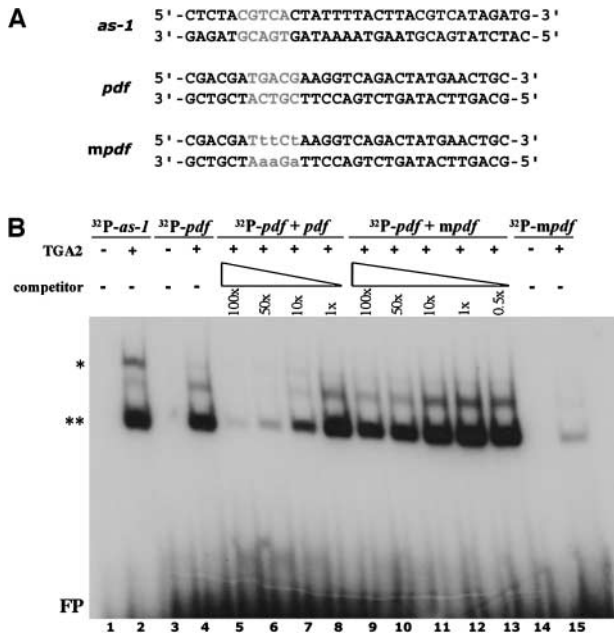 A
as-1
5'-CTCTACGTCACTATTTTACTTACGTCATAGATG-3'
3'-GAGATGCAGTGATAAAATGAATGCAGTATCTAC-5'
pdf
5'-CGACGATGACGAAGGTCAGACTATGAACTGC-3'
3'-GCTGCTACTGCTTCCAGTCTGATACTTGACG-5'
mpdf
5'-CGACGATttCtAAGGTCAGACTATGAACTGC-3'
3'-GCTGCTAaaGaTTCCAGTCTGATACTTGACG-5'
B
³²P-as-1 ³²P-pdf ³²P-pdf + pdf ³²P-pdf + mpdf ³²P-mpdf
TGA2 - + - + + + + + + + + + + - +
competitor - - - - 100x 50x 10x 1x 100x 50x 10x 1x 0.5x - -
*
**
FP
1 2 3 4 5 6 7 8 9 10 11 12 13 14 15